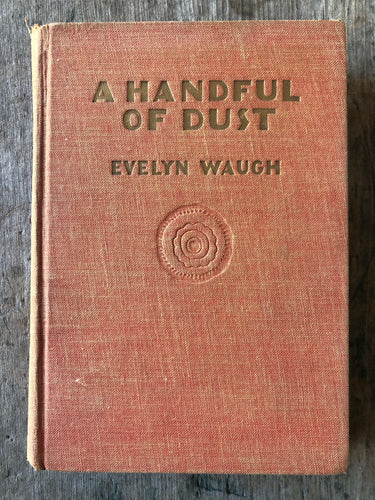 A HANDFUL
OF DUST
EVELYN WAUGH